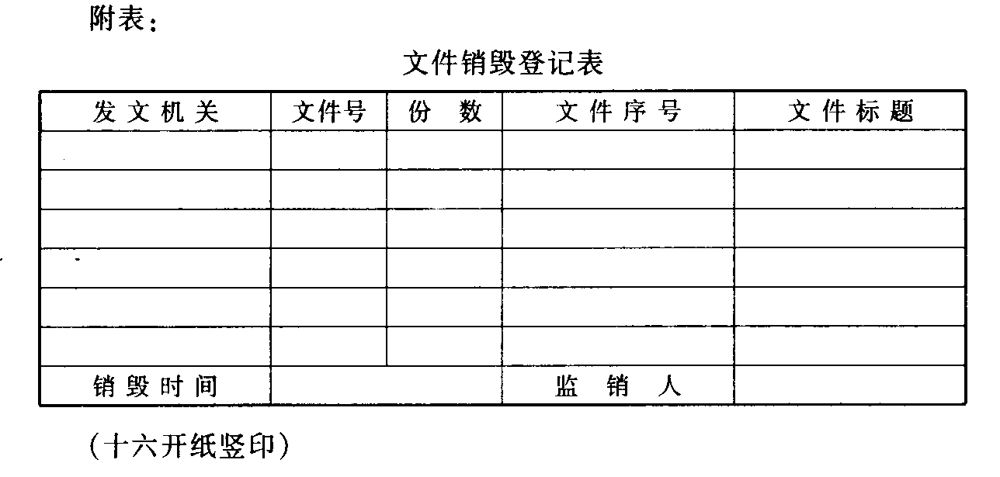 附表：
文件销毁登记表
发文机关 文件号 份数 文件序号 文件标题
销毁时间 监销人
（十六开纸竖印）